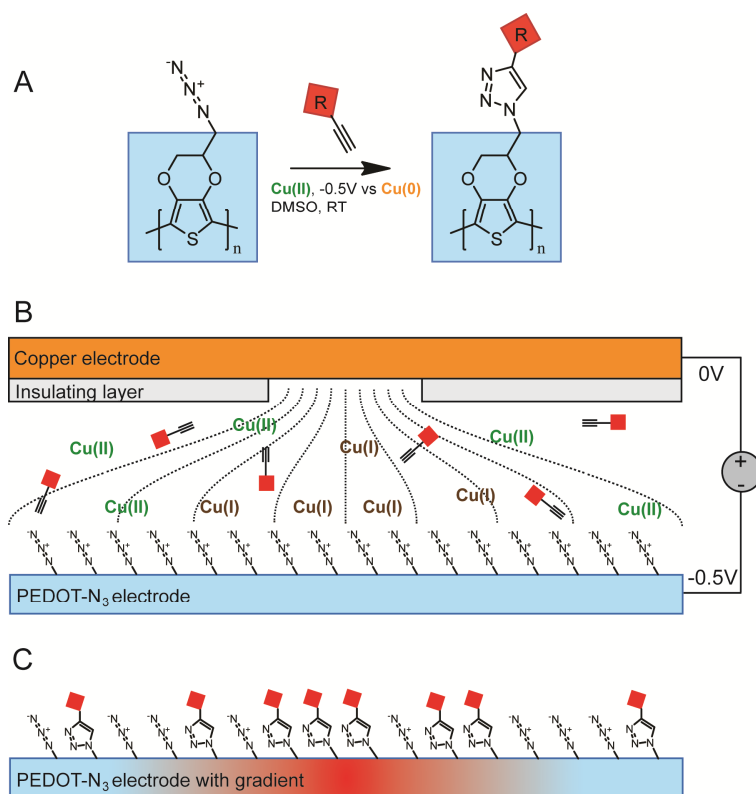 A
⁻N
N⁺
N
O
O
S
n
R
Cu(II), -0.5V vs Cu(0)
DMSO, RT
R
N
N
N
O
O
S
n
B
Copper electrode
0V
Insulating layer
Cu(II)
Cu(II)
Cu(I)
Cu(II)
Cu(II)
Cu(I)
Cu(I)
Cu(I)
Cu(I)
Cu(II)
+
-
⁻N N⁺ N ⁻N N⁺ N ⁻N N⁺ N ⁻N N⁺ N ⁻N N⁺ N ⁻N N⁺ N ⁻N N⁺ N ⁻N N⁺ N ⁻N N⁺ N ⁻N N⁺ N ⁻N N⁺ N ⁻N N⁺ N ⁻N N⁺ N ⁻N N⁺ N ⁻N N⁺ N ⁻N N⁺ N
-0.5V
PEDOT-N₃ electrode
C
⁻N N⁺ N N N N ⁻N N⁺ N ⁻N N⁺ N N N N ⁻N N⁺ N N N N N N N N N N ⁻N N⁺ N N N N N N N ⁻N N⁺ N ⁻N N⁺ N ⁻N N⁺ N N N N
PEDOT-N₃ electrode with gradient